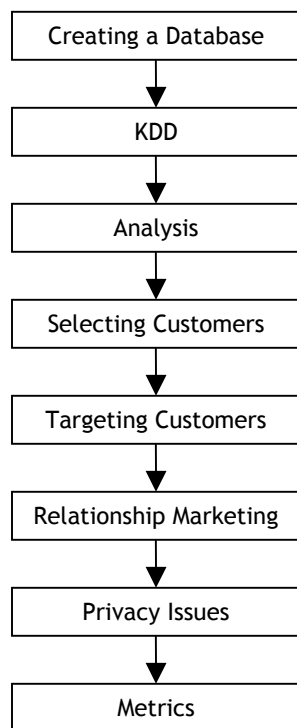 Creating a Database
KDD
Analysis
Selecting Customers
Targeting Customers
Relationship Marketing
Privacy Issues
Metrics